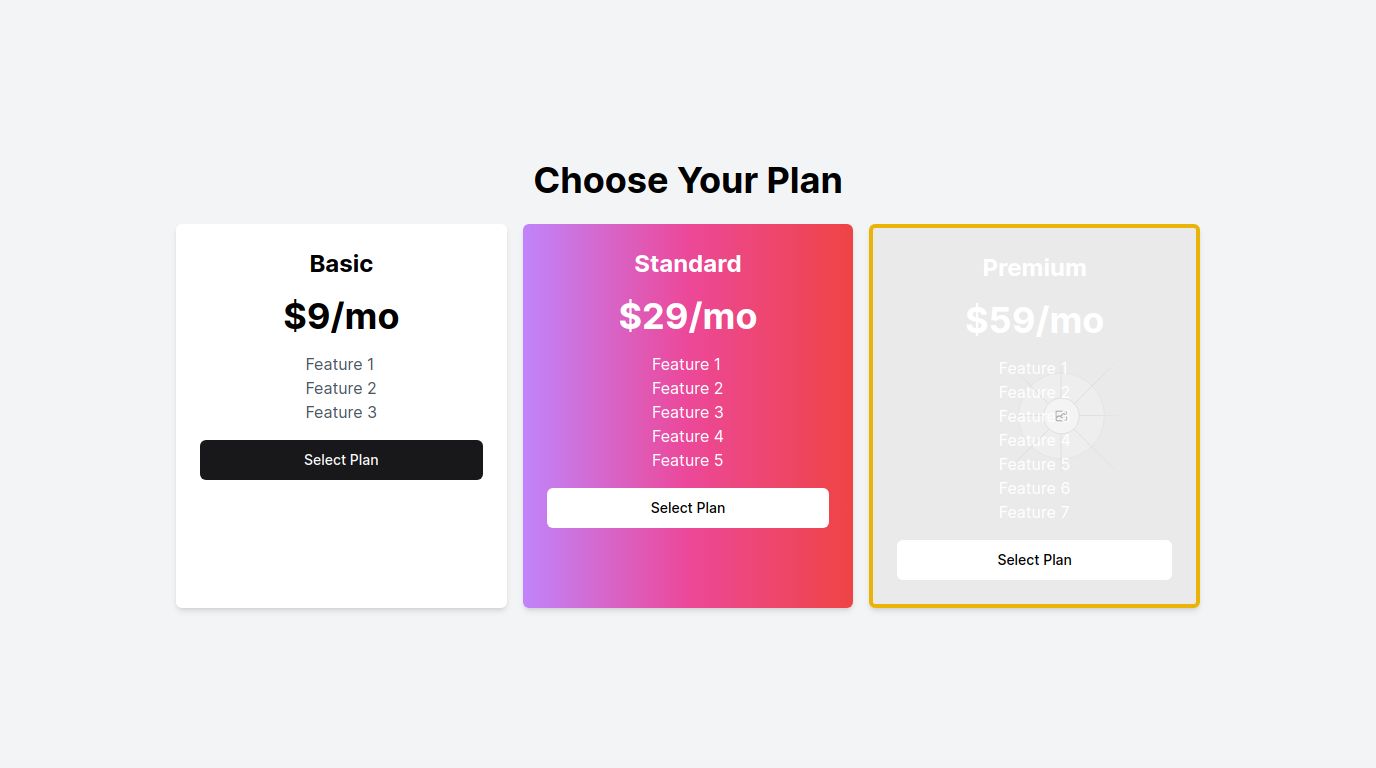 Choose Your Plan
Basic
$9/mo
Feature 1
Feature 2
Feature 3
Select Plan
Standard
$29/mo
Feature 1
Feature 2
Feature 3
Feature 4
Feature 5
Select Plan
Premium
$59/mo
Feature 1
Feature 2
Feature 3
Feature 4
Feature 5
Feature 6
Feature 7
Select Plan